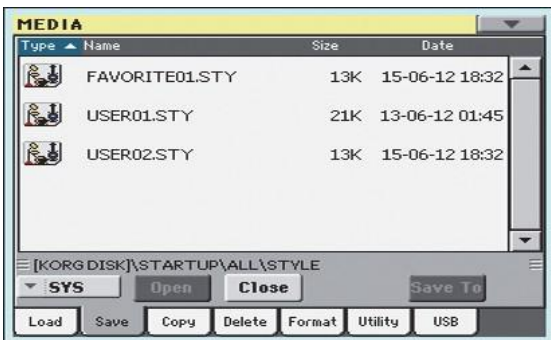 MEDIA
Type Name Size Date
FAVORITE01.STY 13K 15-06-12 18:32
USER01.STY 21K 13-06-12 01:45
USER02.STY 13K 15-06-12 18:32
[KORG DISK]\STARTUP\ALL\STYLE
SYS Open Close Save To
Load Save Copy Delete Format Utility USB